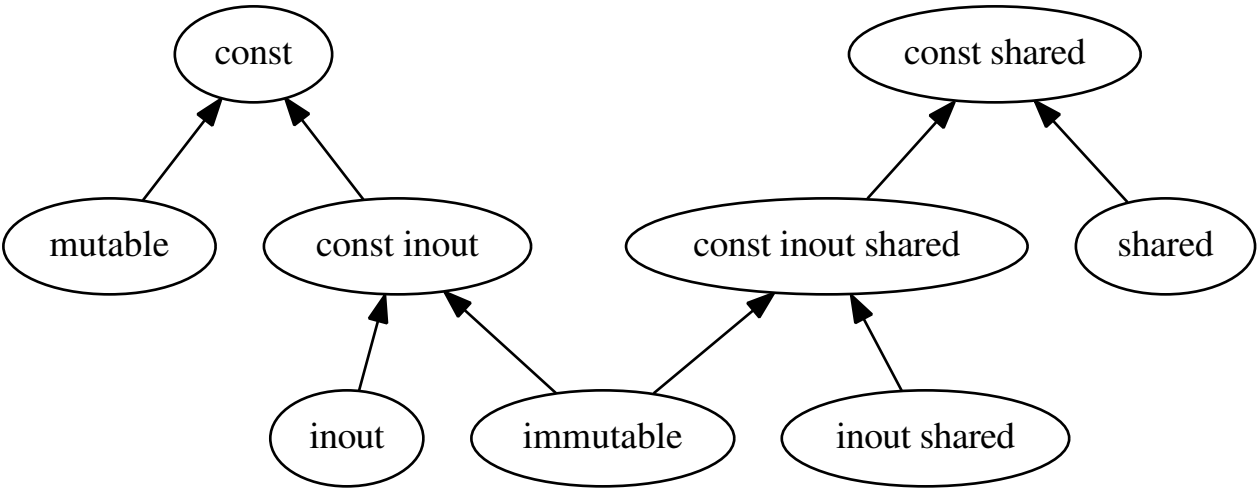 const
const shared
mutable
const inout
const inout shared
shared
inout
immutable
inout shared